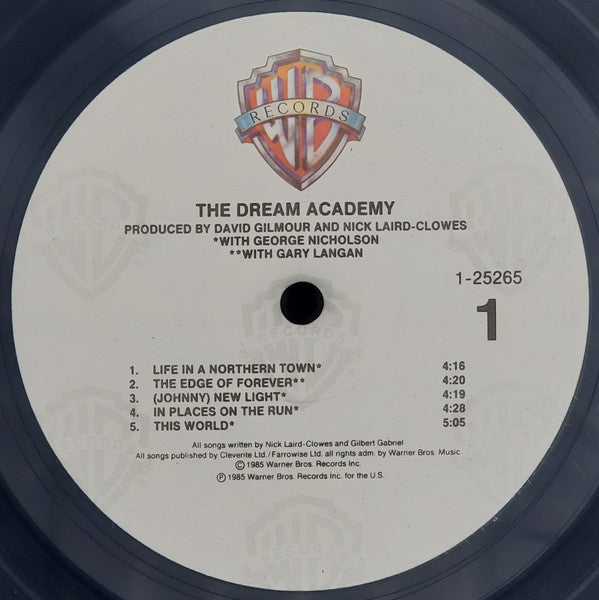 WB
RECORDS
THE DREAM ACADEMY
PRODUCED BY DAVID GILMOUR AND NICK LAIRD-CLOWES
*WITH GEORGE NICHOLSON
**WITH GARY LANGAN
1-25265
1
1. LIFE IN A NORTHERN TOWN* 4:16
2. THE EDGE OF FOREVER** 4:20
3. (JOHNNY) NEW LIGHT* 4:19
4. IN PLACES ON THE RUN* 4:28
5. THIS WORLD* 5:05
All songs written by Nick Laird-Clowes and Gilbert Gabriel
All songs published by Cleverite Ltd./Farrowise Ltd. all rights adm. by Warner Bros. Music
©1985 Warner Bros. Records Inc.
℗1985 Warner Bros. Records Inc. for the U.S.